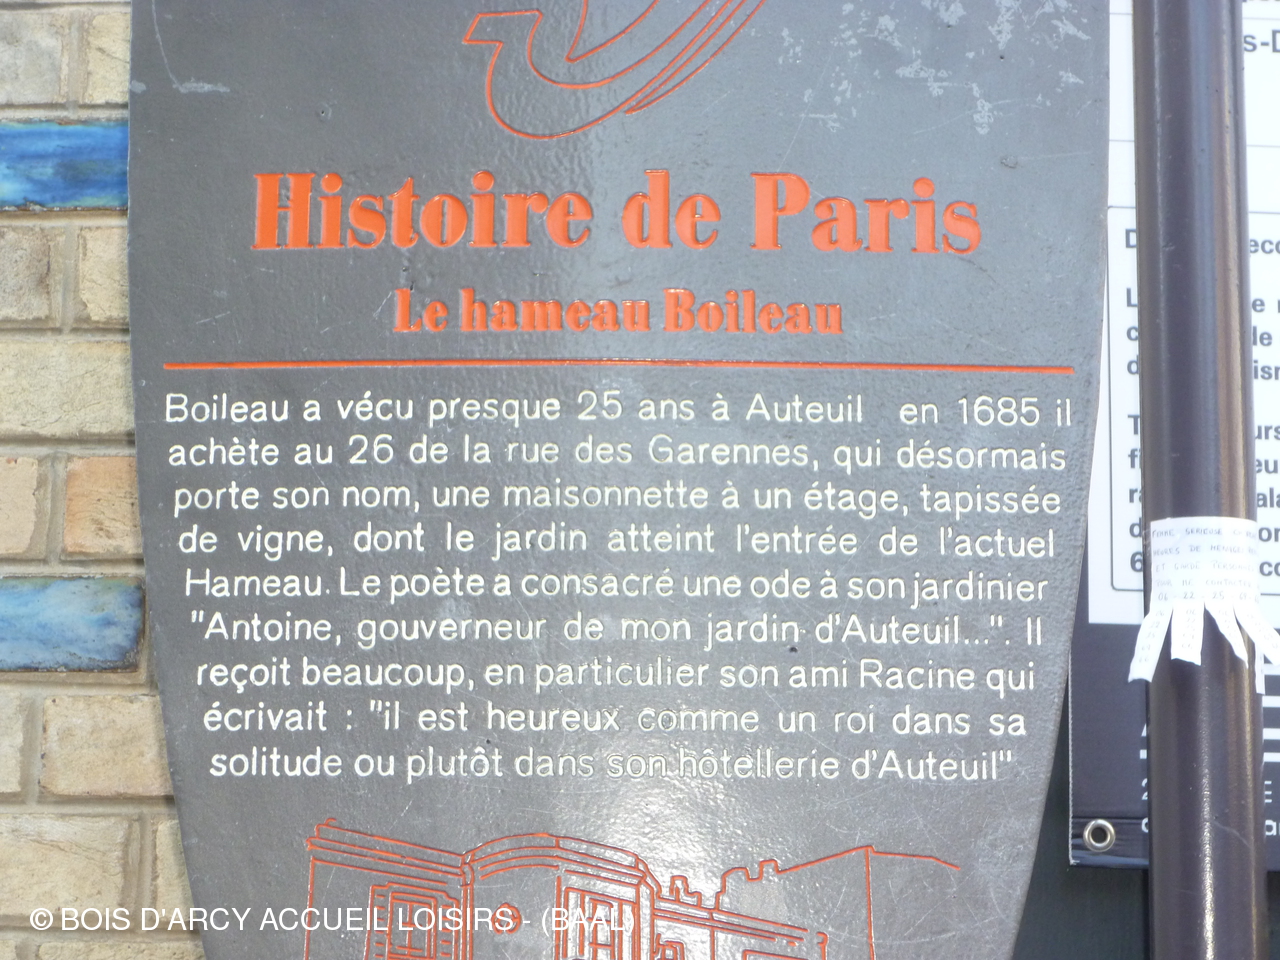 Histoire de Paris
Le hameau Boileau
Boileau a vécu presque 25 ans à Auteuil en 1685 il
achète au 26 de la rue des Garennes, qui désormais
porte son nom, une maisonnette à un étage, tapissée
de vigne, dont le jardin atteint l'entrée de l'actuel
Hameau. Le poète a consacré une ode à son jardinier
"Antoine, gouverneur de mon jardin d'Auteuil...". Il
reçoit beaucoup, en particulier son ami Racine qui
écrivait : "il est heureux comme un roi dans sa
solitude ou plutôt dans son hôtellerie d'Auteuil"
© BOIS D'ARCY ACCUEIL LOISIRS - (BAAL)